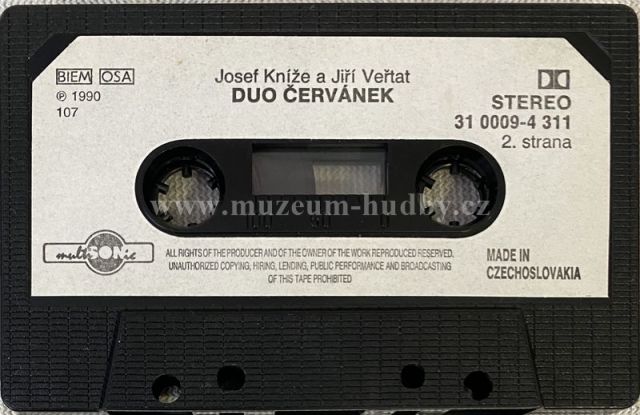 BIEM OSA
℗ 1990
107
Josef Kníže a Jiří Veřtat
DUO ČERVÁNEK
STEREO
31 0009-4 311
2. strana
www.muzeum-hudby.cz
multiSONic
ALL RIGHTS OF THE PRODUCER AND OF THE OWNER OF THE WORK REPRODUCED RESERVED.
UNAUTHORIZED COPYING, HIRING, LENDING, PUBLIC PERFORMANCE AND BROADCASTING
OF THIS TAPE PROHIBITED
MADE IN
CZECHOSLOVAKIA